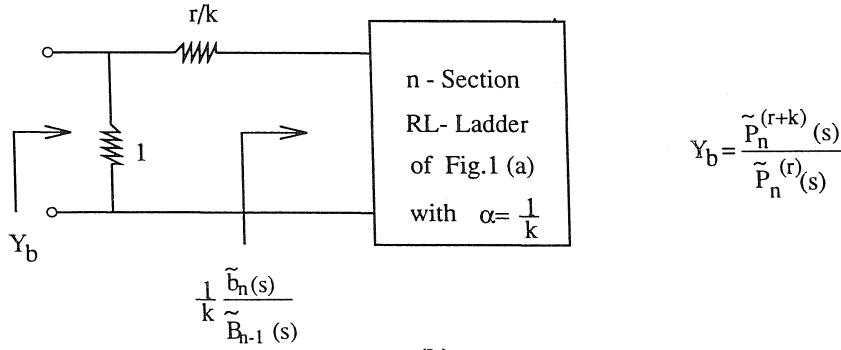 r/k
n - Section
RL- Ladder
of Fig.1 (a)
with α= 1/k
1
Y_b = P̃_n^(r+k) (s) / P̃_n^(r) (s)
Y_b
1/k b̃_n(s) / B̃_n-1 (s)